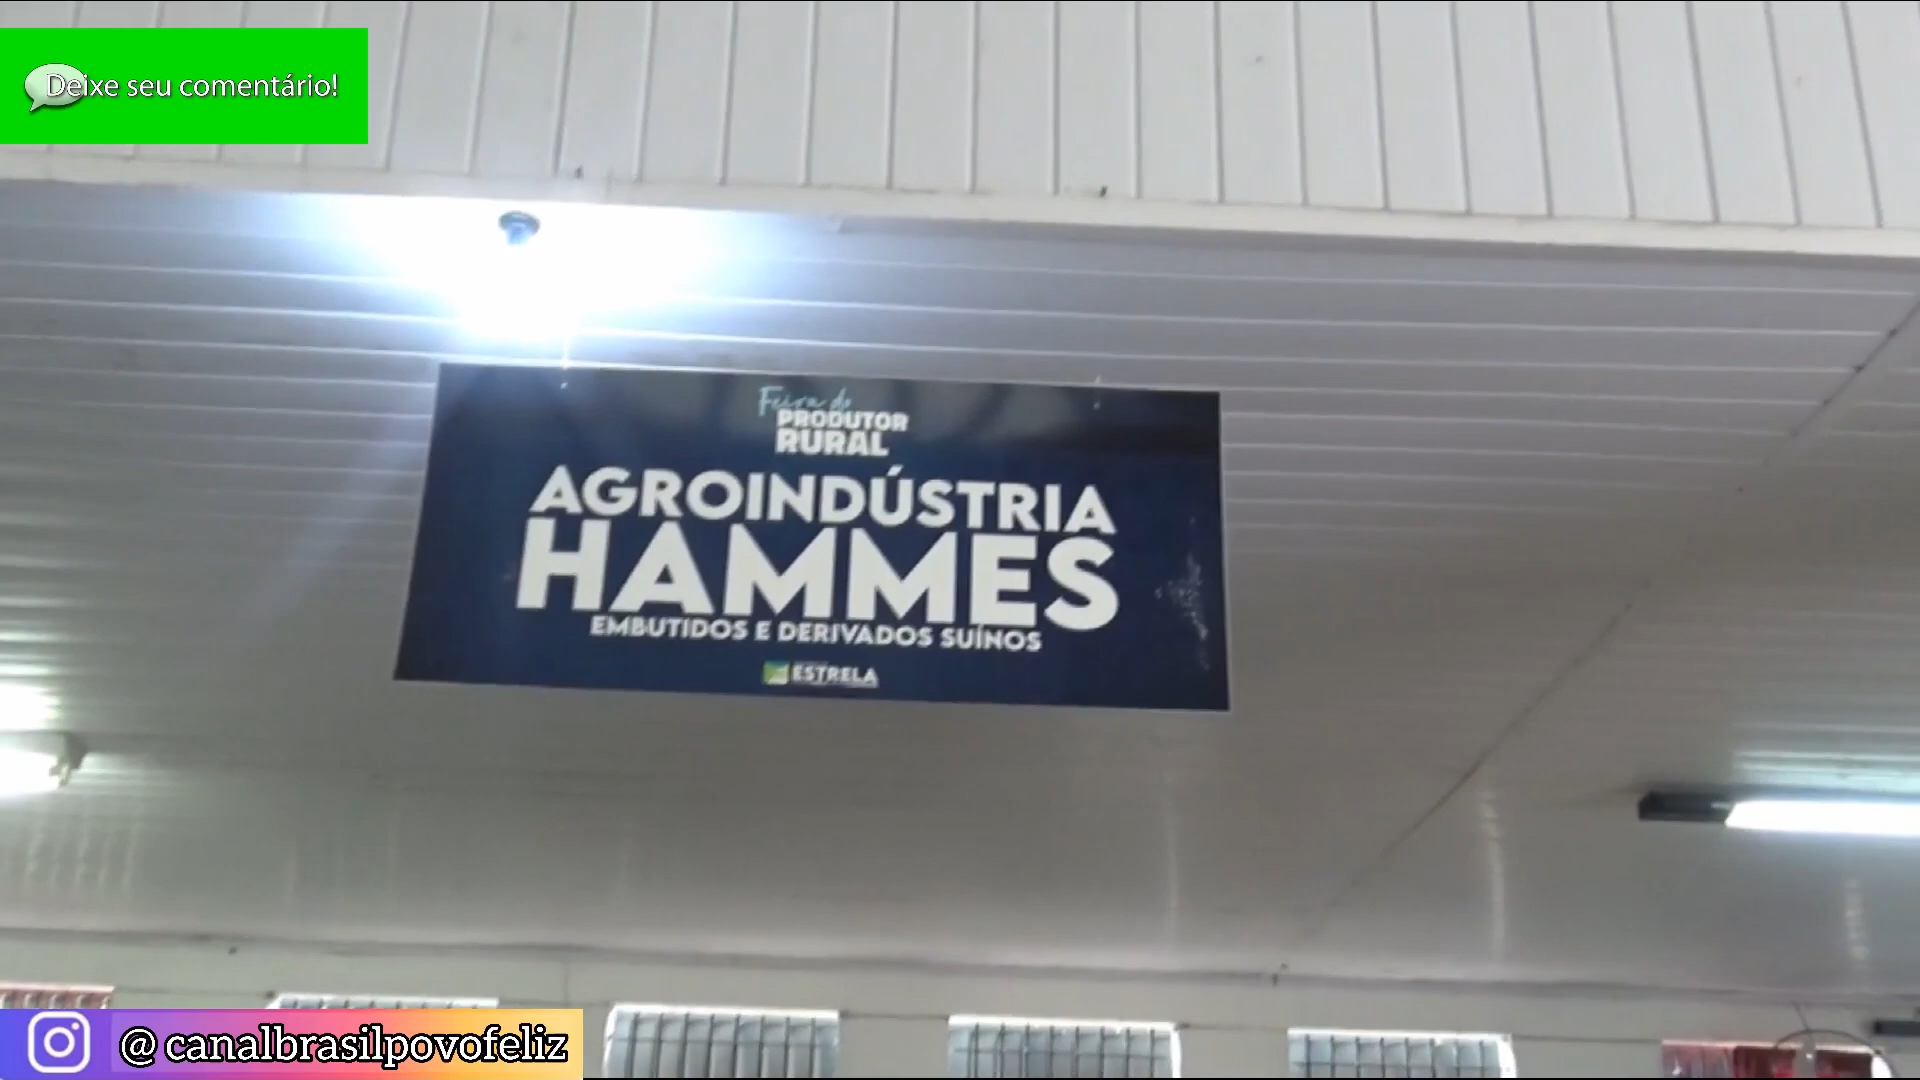 Deixe seu comentário!
Feira do
PRODUTOR
RURAL
AGROINDÚSTRIA
HAMMES
EMBUTIDOS E DERIVADOS SUÍNOS
ESTRELA
@canalbrasilpovofeliz